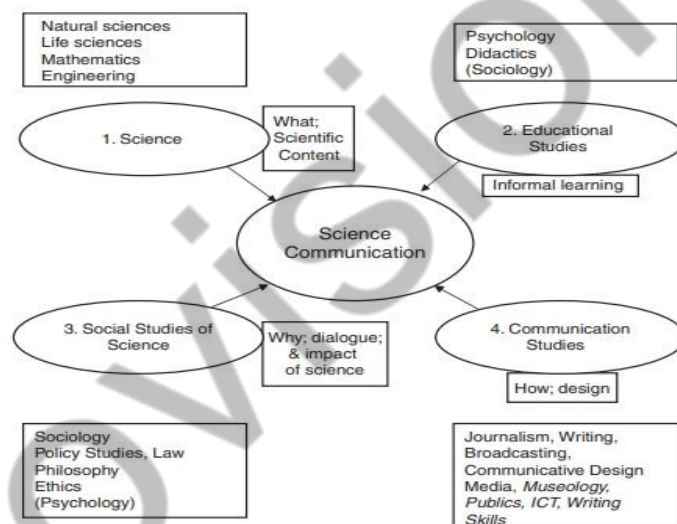 Natural sciences
Life sciences
Mathematics
Engineering
Psychology
Didactics
(Sociology)
1. Science
What;
Scientific
Content
2. Educational
Studies
Informal learning
Science
Communication
3. Social Studies of
Science
Why; dialogue;
& impact
of science
4. Communication
Studies
How; design
Sociology
Policy Studies, Law
Philosophy
Ethics
(Psychology)
Journalism, Writing,
Broadcasting,
Communicative Design
Media, Museology,
Publics, ICT, Writing
Skills